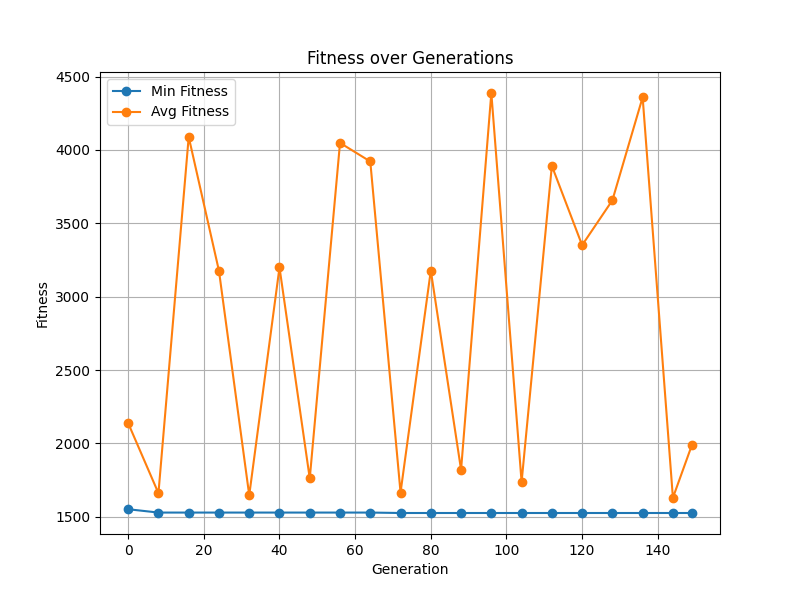 Fitness over Generations
Min Fitness
Avg Fitness
4500
4000
3500
3000
2500
2000
1500
Fitness
0 20 40 60 80 100 120 140
Generation